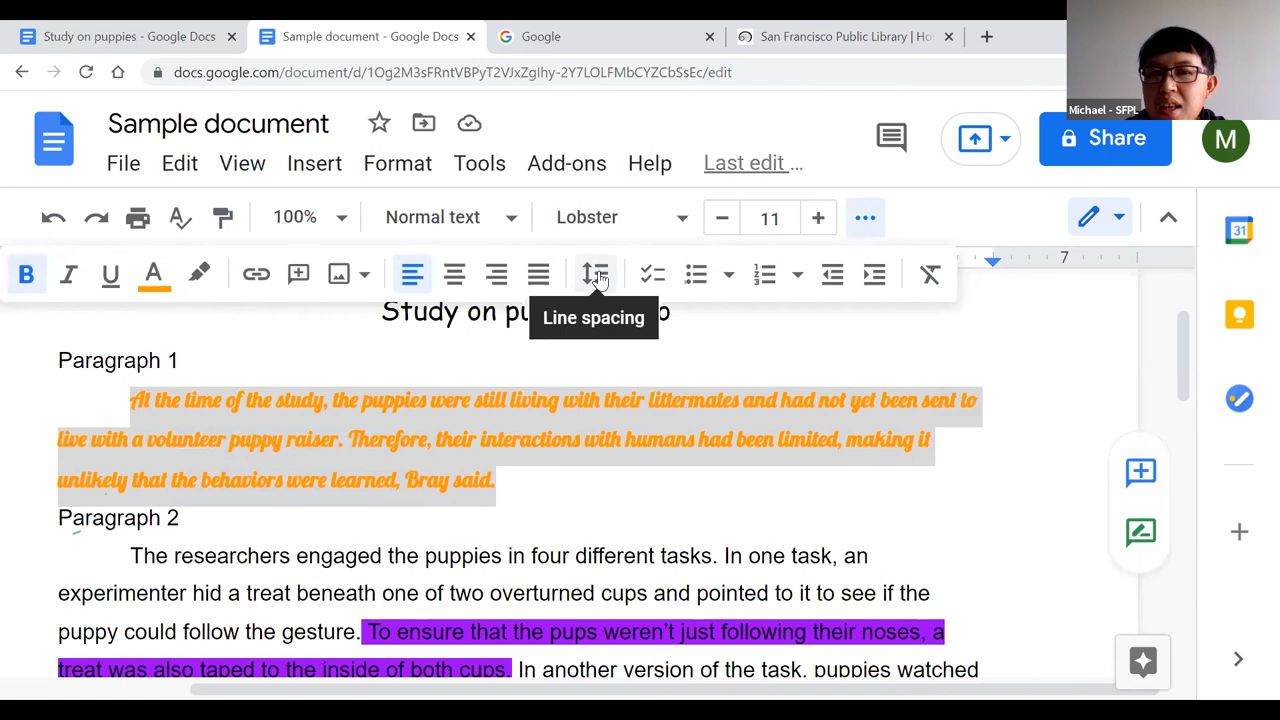 Study on puppies - Google Docs
Sample document - Google Docs
Google
San Francisco Public Library | Ho
docs.google.com/document/d/1Og2M3sFRntVBPyT2VJxZgIhy-2Y7LOLFMbCYZCbSsEc/edit
Michael - SFPL
Sample document
Share
M
File Edit View Insert Format Tools Add-ons Help Last edit ...
100% Normal text Lobster 11
31
B I U A
7
Line spacing
Study on pu p
Paragraph 1
At the time of the study, the puppies were still living with their littermates and had not yet been sent to
live with a volunteer puppy raiser. Therefore, their interactions with humans had been limited, making it
unlikely that the behaviors were learned, Bray said.
Paragraph 2
The researchers engaged the puppies in four different tasks. In one task, an
experimenter hid a treat beneath one of two overturned cups and pointed to it to see if the
puppy could follow the gesture. To ensure that the pups weren't just following their noses, a
treat was also taped to the inside of both cups. In another version of the task, puppies watched